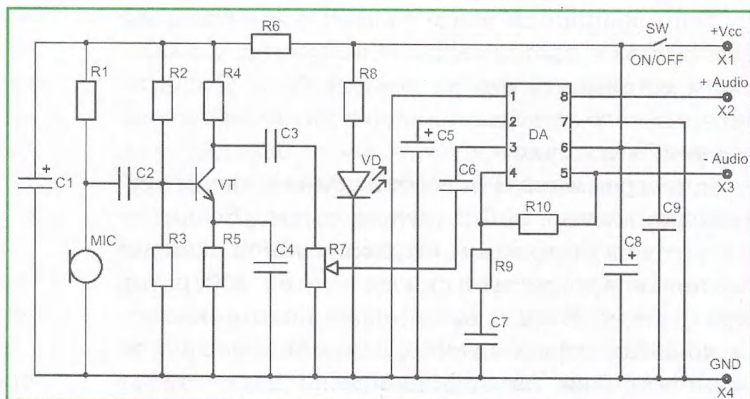 R6
SW
+Vcc
ON/OFF
X1
R1
R2
R4
R8
1
8
+ Audio
X2
2
7
C5
DA
C3
3
6
- Audio
X3
C2
VT
VD
C6
4
5
C1
R10
C9
MIC
R3
R5
C4
R7
R9
C8
C7
GND
X4